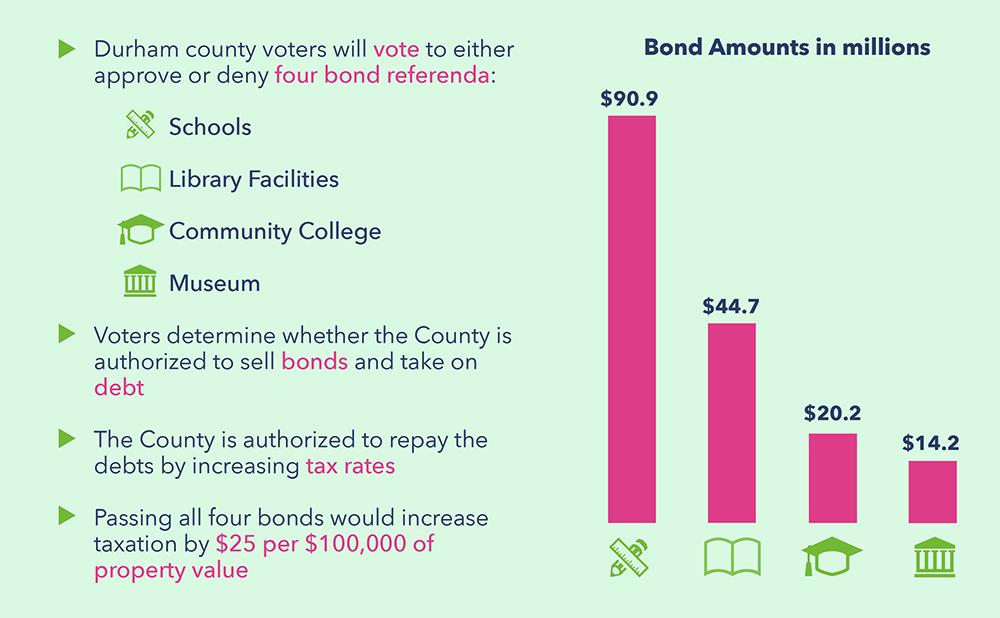 Durham county voters will vote to either
approve or deny four bond referenda:
Schools
Library Facilities
Community College
Museum
Voters determine whether the County is
authorized to sell bonds and take on
debt
The County is authorized to repay the
debts by increasing tax rates
Passing all four bonds would increase
taxation by $25 per $100,000 of
property value
Bond Amounts in millions
$90.9
$44.7
$20.2
$14.2